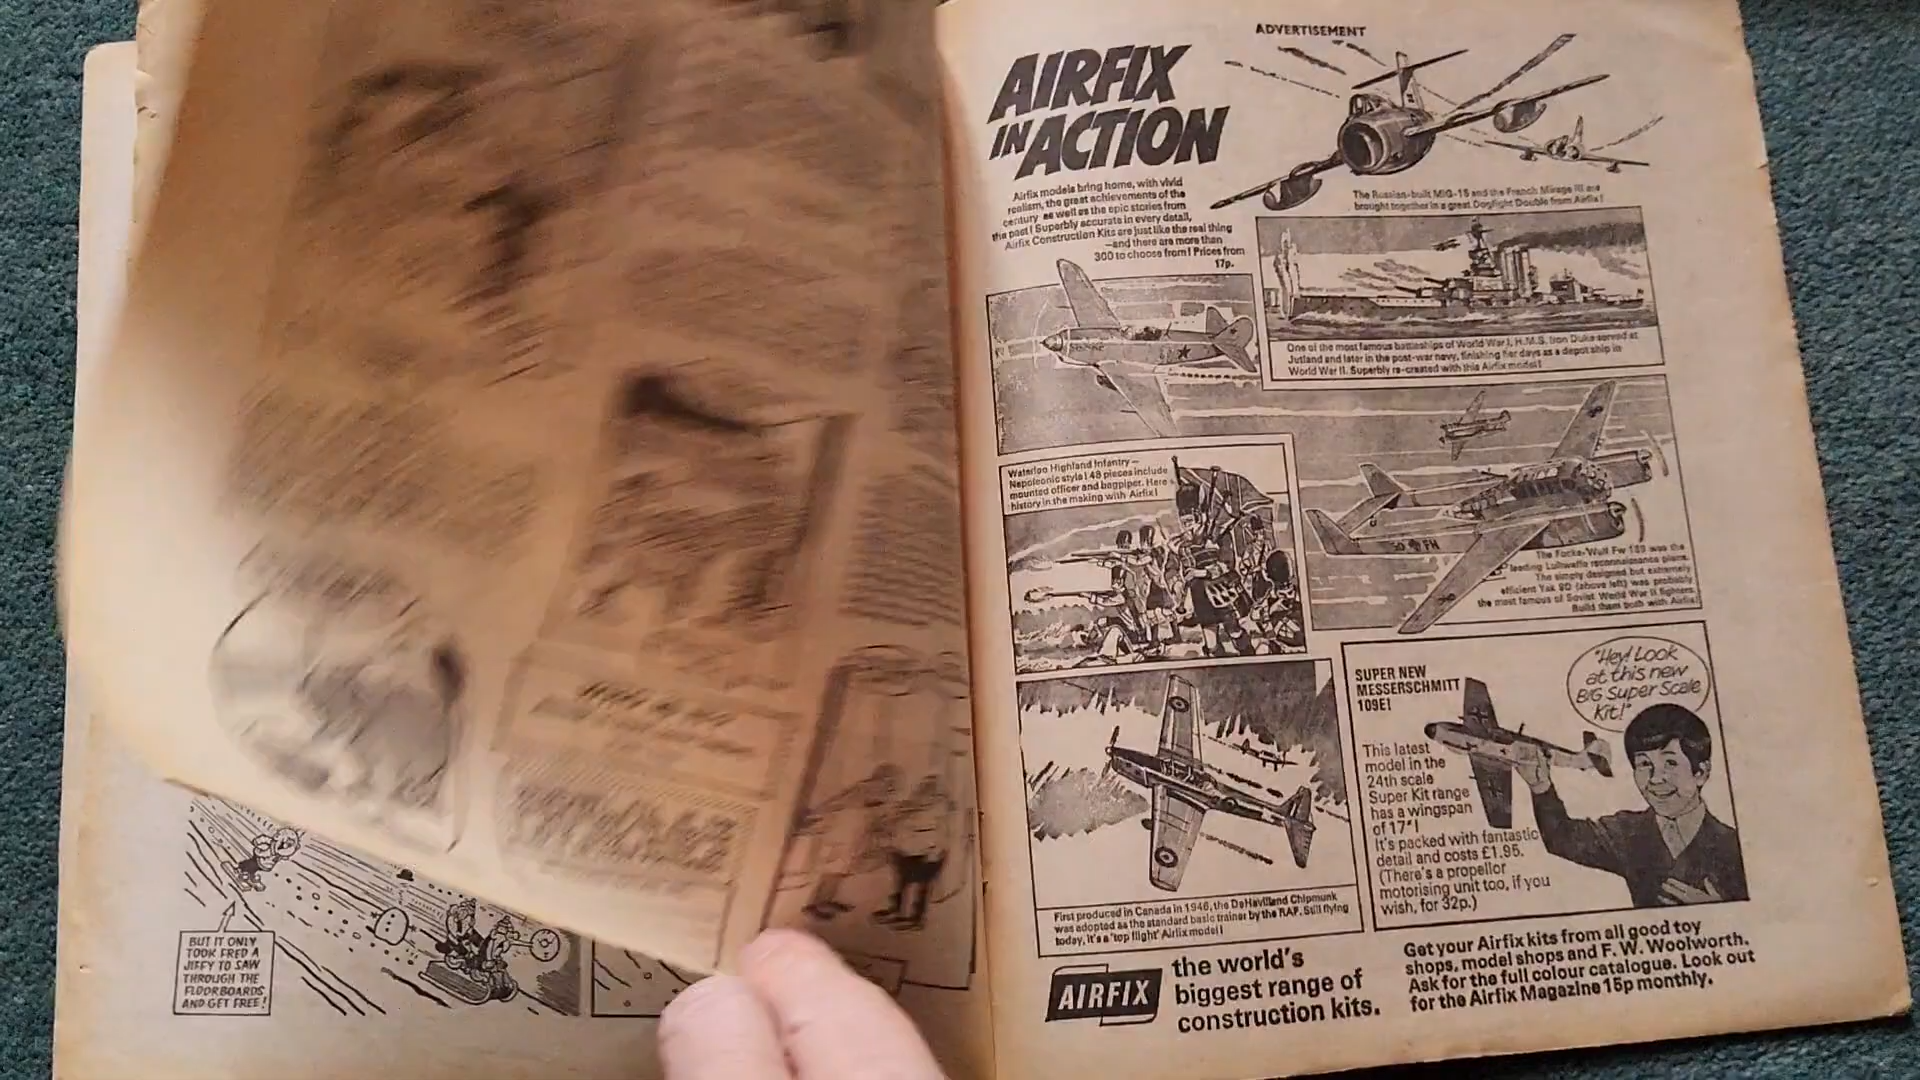 BUT IT ONLY
TOOK FRED A
JIFFY TO SAW
THROUGH THE
FLOORBOARDS
AND GET FREE!
ADVERTISEMENT
AIRFIX
IN ACTION
Airfix models bring home, with vivid
realism, the great achievements of the
century as well as the epic stories from
the past! Superbly accurate in every detail,
Airfix Construction Kits are just like the real thing
—and there are more than
300 to choose from! Prices from
17p.
The Russian-built MIG-15 and the French Mirage III are
brought together in a great Dogfight Double from Airfix!
One of the most famous battleships of World War I, H.M.S. Iron Duke served at
Jutland and later in the post-war navy, finishing her days as a depot ship in
World War II. Superbly re-created with this Airfix model!
Waterloo Highland Infantry—
Napoleonic style! 48 pieces include
mounted officer and bagpiper. Here's
history in the making with Airfix!
FH
The Focke-Wulf Fw 189 was the
leading Luftwaffe reconnaissance plane.
The simply designed but extremely
efficient Yak 9D (above left) was probably
the most famous of Soviet World War II fighters.
Build them both with Airfix!
First produced in Canada in 1946, the DeHavilland Chipmunk
was adopted as the standard basic trainer by the RAF. Still flying
today, it's a 'top flight' Airfix model!
SUPER NEW
MESSERSCHMITT
109E!
"Hey! Look
at this new
BIG Super Scale
Kit!"
This latest
model in the
24th scale
Super Kit range
has a wingspan
of 17"!
It's packed with fantastic
detail and costs £1.95.
(There's a propellor
motorising unit too, if you
wish, for 32p.)
AIRFIX
the world's
biggest range of
construction kits.
Get your Airfix kits from all good toy
shops, model shops and F. W. Woolworth.
Ask for the full colour catalogue. Look out
for the Airfix Magazine 15p monthly.